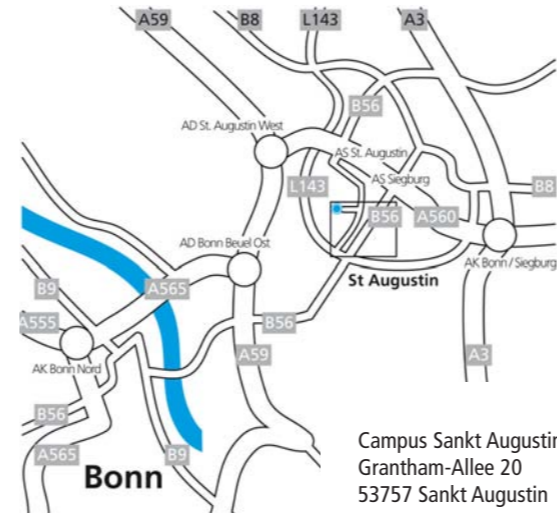 A59
B8
L143
A3
B56
AD St. Augustin West
AS St. Augustin
AS Siegburg
L143
B8
B56
A560
AD Bonn Beuel Ost
AK Bonn / Siegburg
St Augustin
B9
A565
A555
B56
A59
A3
AK Bonn Nord
B56
A565
Bonn
B9
Campus Sankt Augustin
Grantham-Allee 20
53757 Sankt Augustin